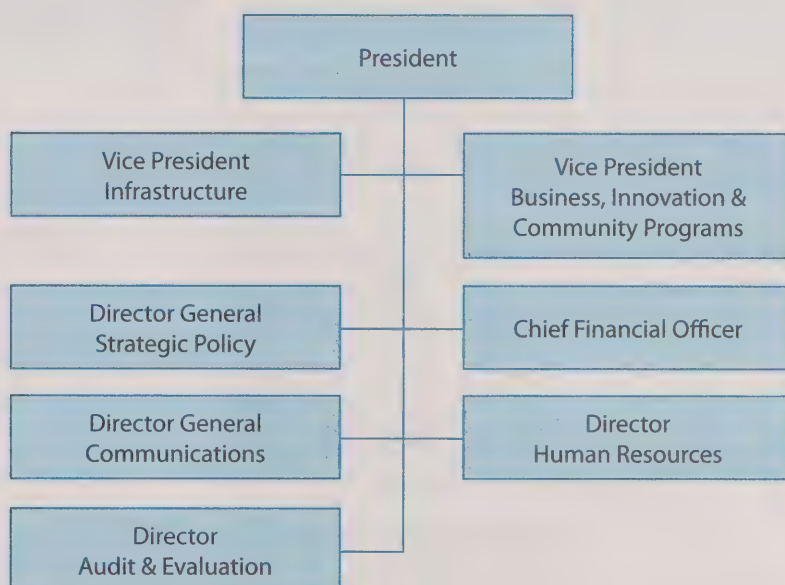 President
Vice President
Infrastructure
Vice President
Business, Innovation &
Community Programs
Director General
Strategic Policy
Chief Financial Officer
Director General
Communications
Director
Human Resources
Director
Audit & Evaluation